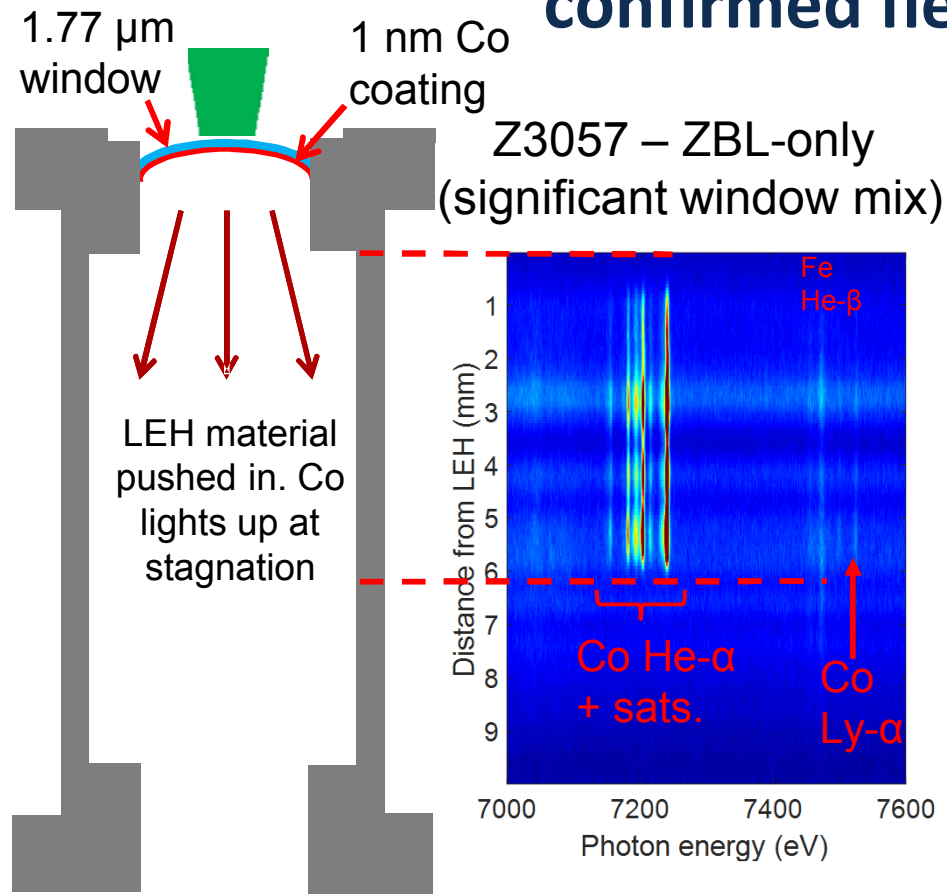 confirmed fie
1.77 µm
window
1 nm Co
coating
Z3057 – ZBL-only
(significant window mix)
LEH material
pushed in. Co
lights up at
stagnation
Distance from LEH (mm)
1
2
3
4
5
6
7
8
9
Fe
He-β
Co He-α
+ sats.
Co
Ly-α
7000 7200 7400 7600
Photon energy (eV)